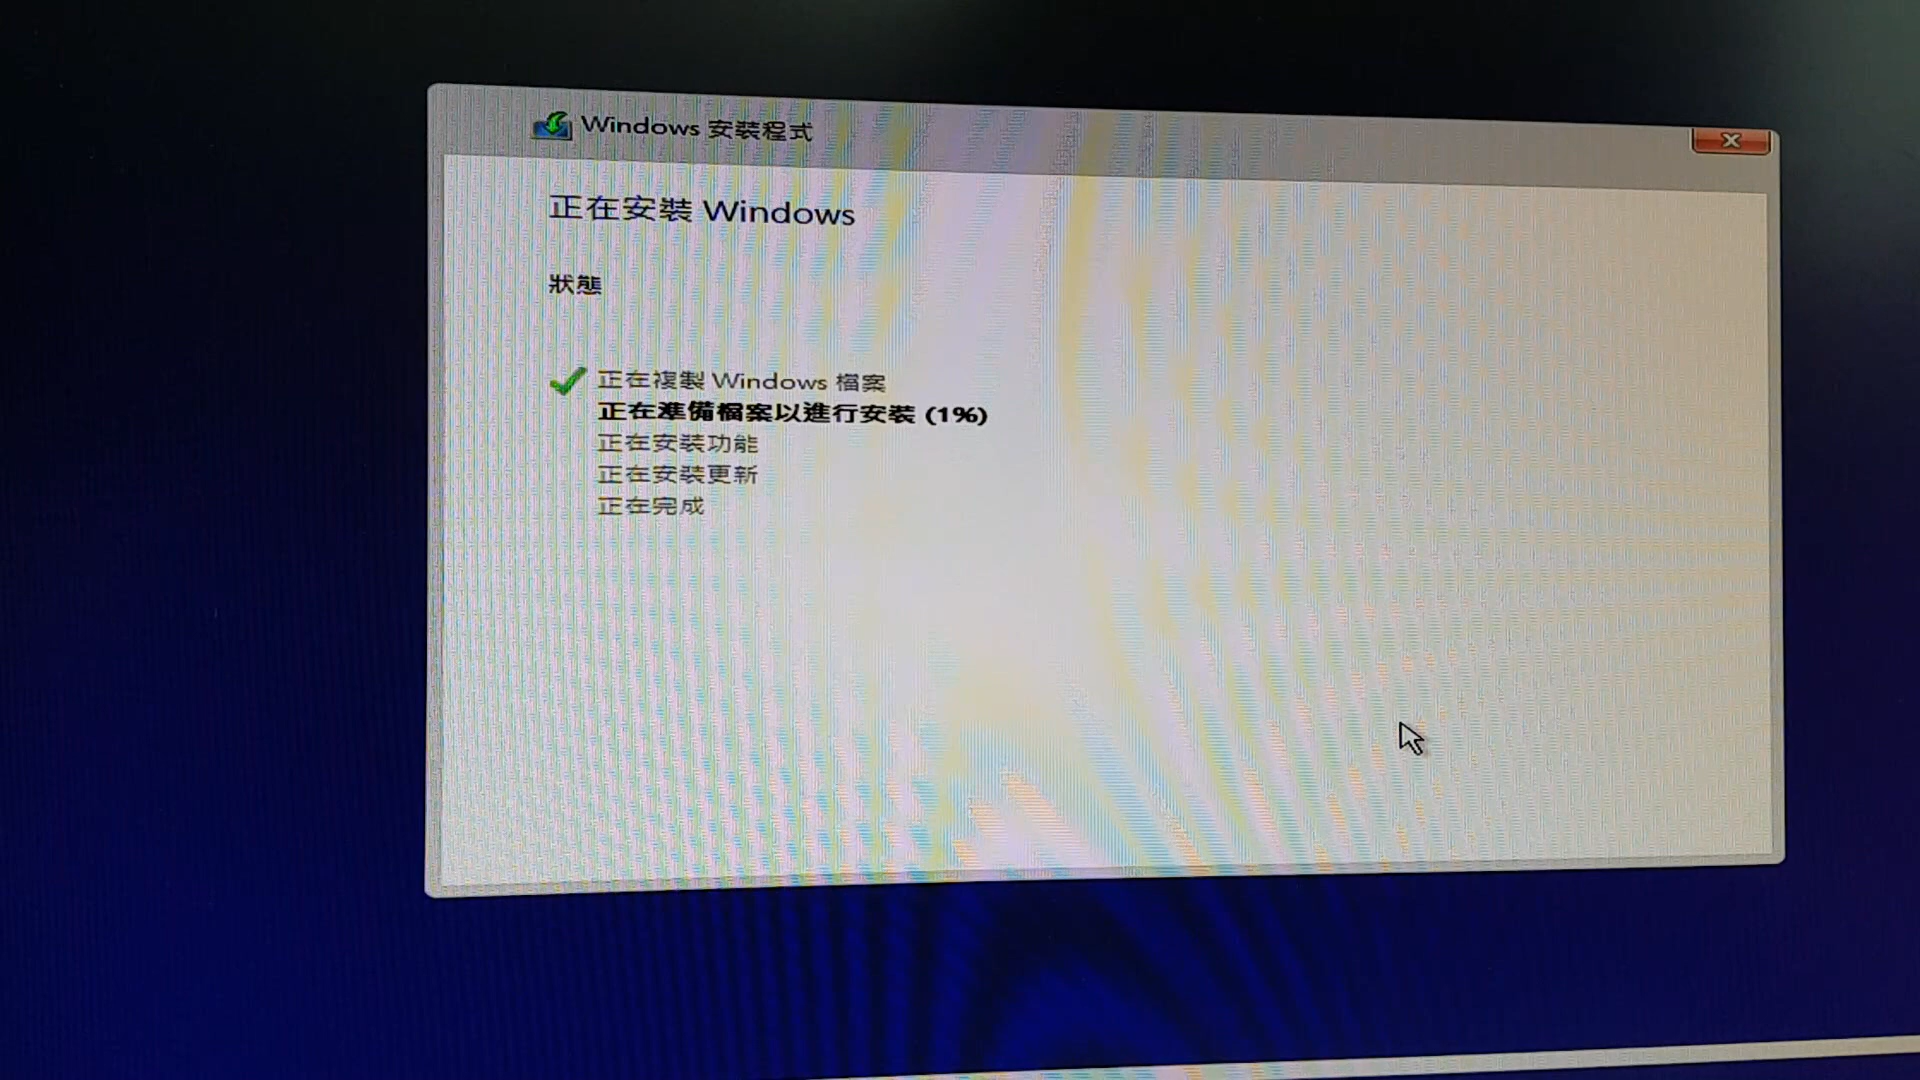 Windows 安裝程式
正在安裝 Windows
狀態
正在複製 Windows 檔案
正在準備檔案以進行安裝 (1%)
正在安裝功能
正在安裝更新
正在完成